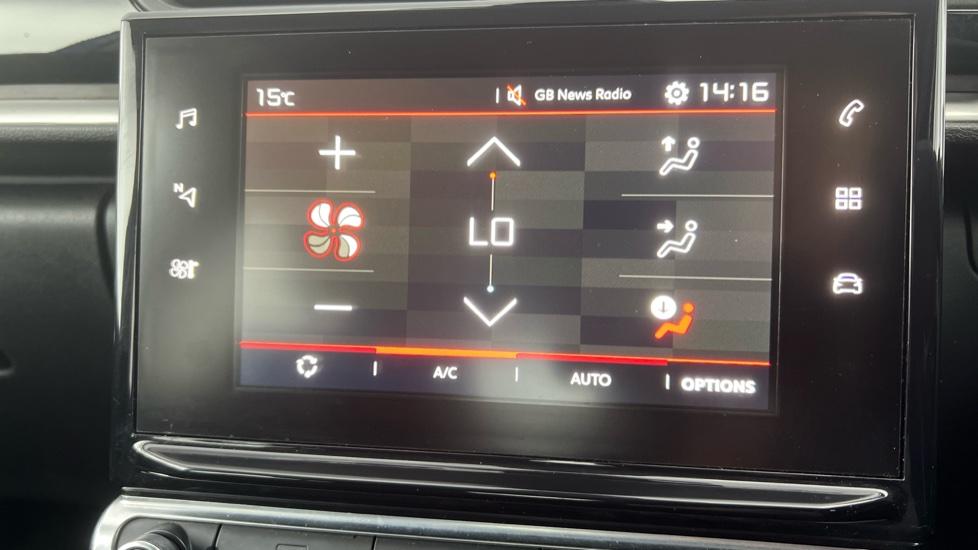 15°C | GB News Radio 14:16
N
LO
| A/C | AUTO | OPTIONS